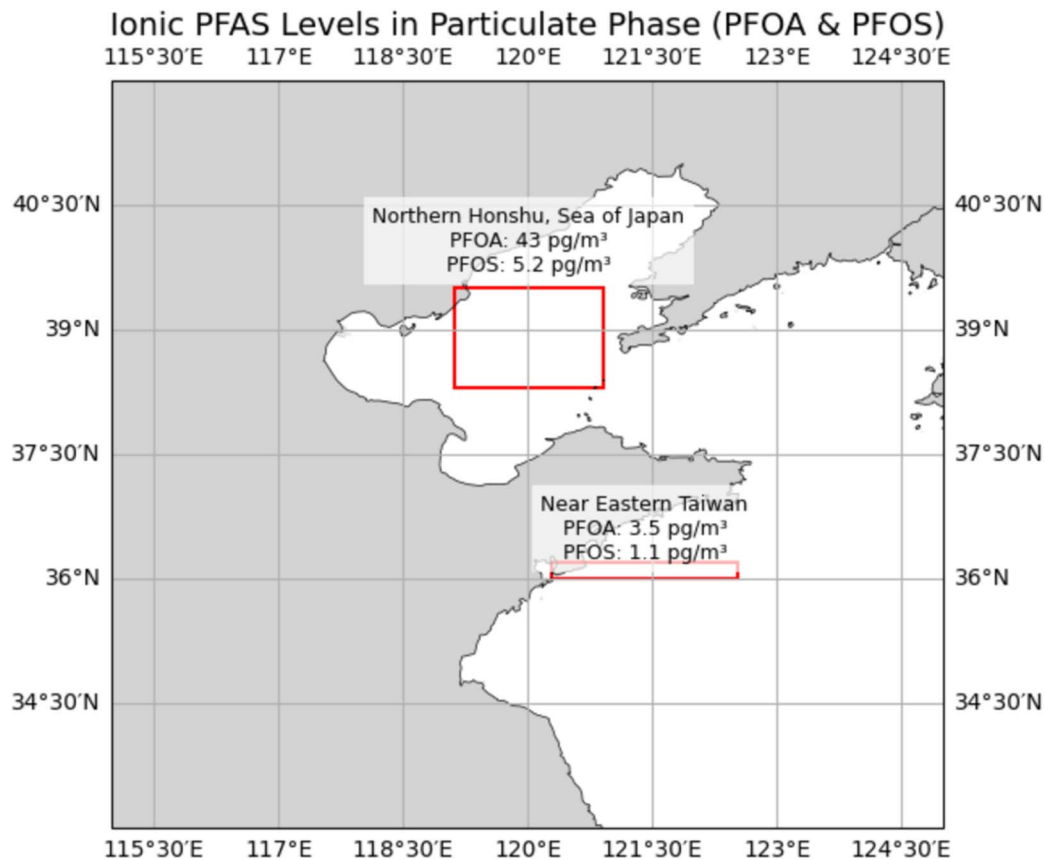 Ionic PFAS Levels in Particulate Phase (PFOA & PFOS)
115°30′E 117°E 118°30′E 120°E 121°30′E 123°E 124°30′E
40°30′N 40°30′N
Northern Honshu, Sea of Japan
PFOA: 43 pg/m³
PFOS: 5.2 pg/m³
39°N 39°N
37°30′N 37°30′N
Near Eastern Taiwan
PFOA: 3.5 pg/m³
PFOS: 1.1 pg/m³
36°N 36°N
34°30′N 34°30′N
115°30′E 117°E 118°30′E 120°E 121°30′E 123°E 124°30′E